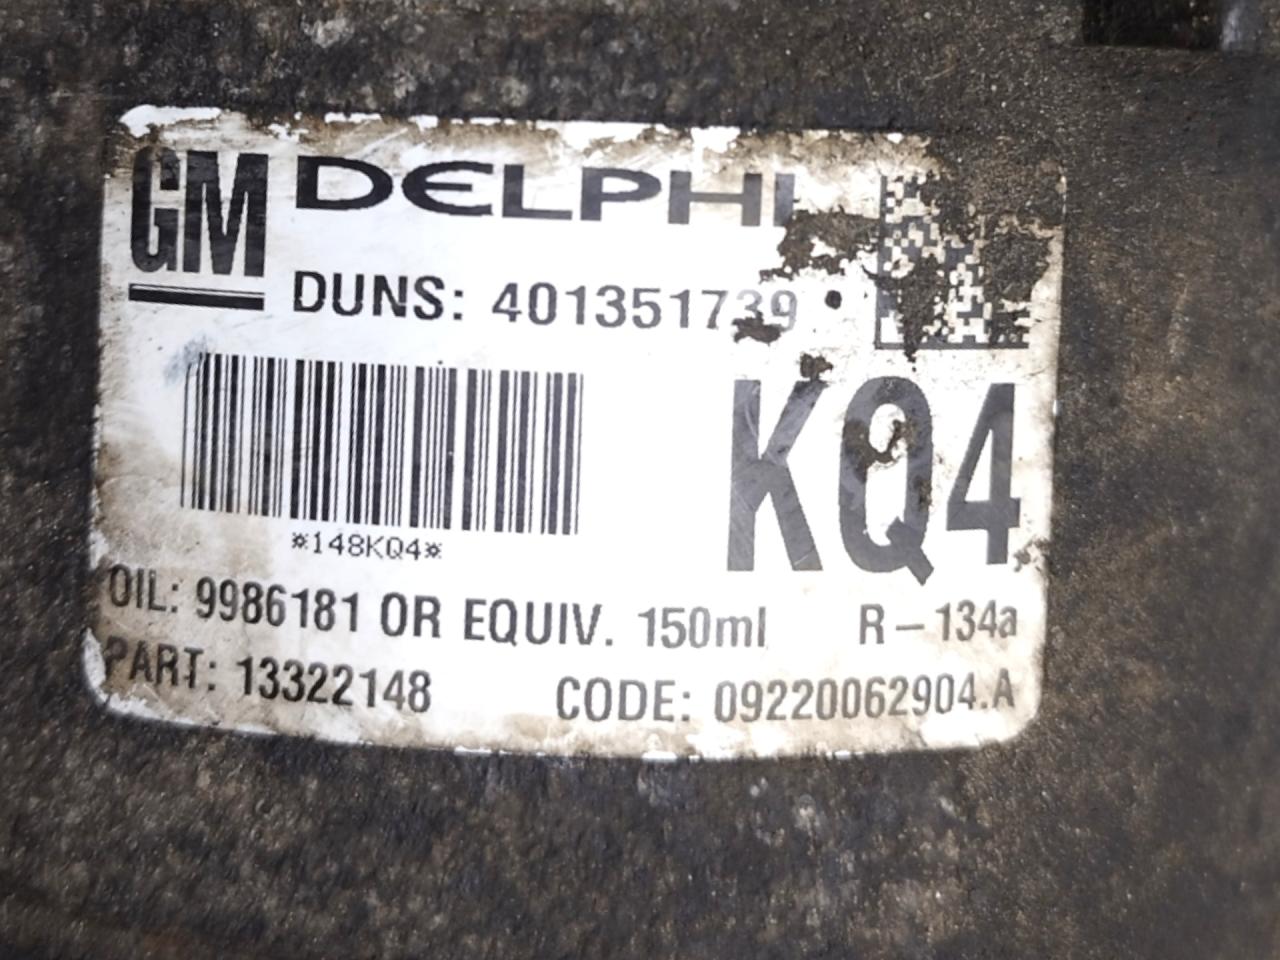 GM DELPHI
DUNS: 401351739
KQ4
*148KQ4*
OIL: 9986181 OR EQUIV. 150ml R-134a
PART: 13322148 CODE: 09220062904.A